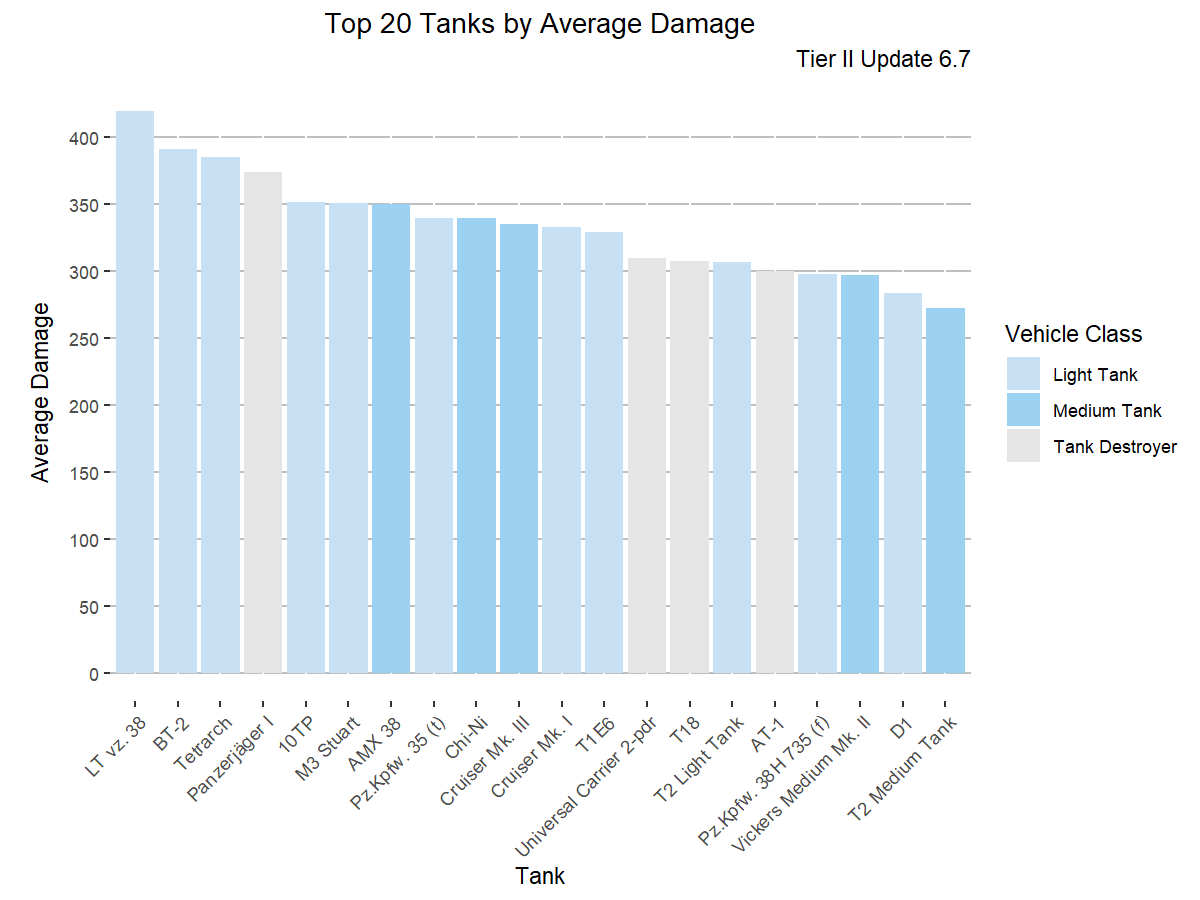 Top 20 Tanks by Average Damage
Tier II Update 6.7
Average Damage
400
350
300
250
200
150
100
50
0
LT vz. 38
BT-2
Tetrarch
Panzerjäger I
10TP
M3 Stuart
AMX 38
Pz.Kpfw. 35 (t)
Chi-Ni
Cruiser Mk. III
Cruiser Mk. I
T1E6
Universal Carrier 2-pdr
T18
T2 Light Tank
AT-1
Pz.Kpfw. 38 H 735 (f)
Vickers Medium Mk. II
D1
T2 Medium Tank
Tank
Vehicle Class
Light Tank
Medium Tank
Tank Destroyer